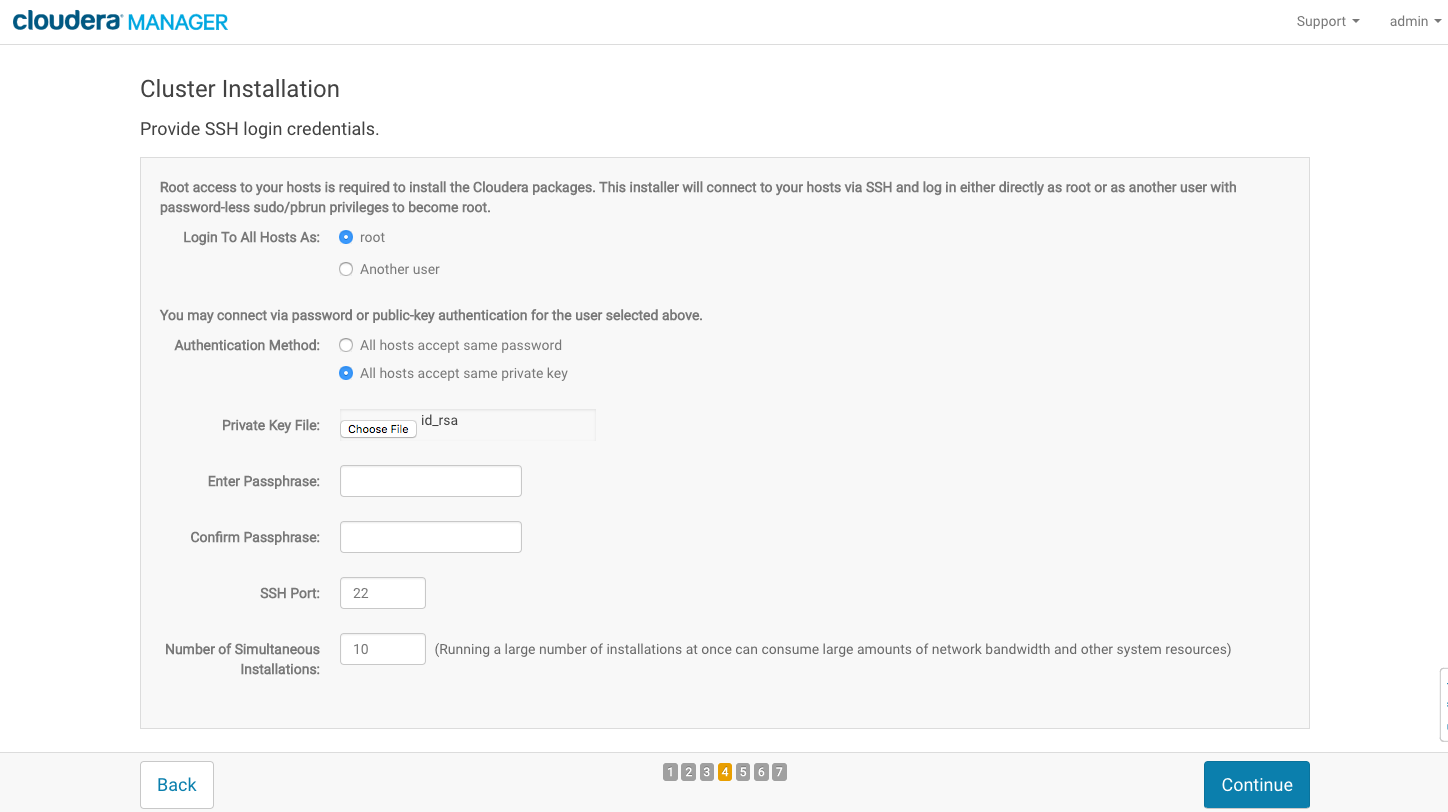 cloudera MANAGER
Support
admin
Cluster Installation
Provide SSH login credentials.
Root access to your hosts is required to install the Cloudera packages. This installer will connect to your hosts via SSH and log in either directly as root or as another user with
password-less sudo/pbrun privileges to become root.
Login To All Hosts As:
root
Another user
You may connect via password or public-key authentication for the user selected above.
Authentication Method:
All hosts accept same password
All hosts accept same private key
Private Key File:
Choose File
id_rsa
Enter Passphrase:
Confirm Passphrase:
SSH Port:
22
Number of Simultaneous
Installations:
10
(Running a large number of installations at once can consume large amounts of network bandwidth and other system resources)
Back
1 2 3 4 5 6 7
Continue